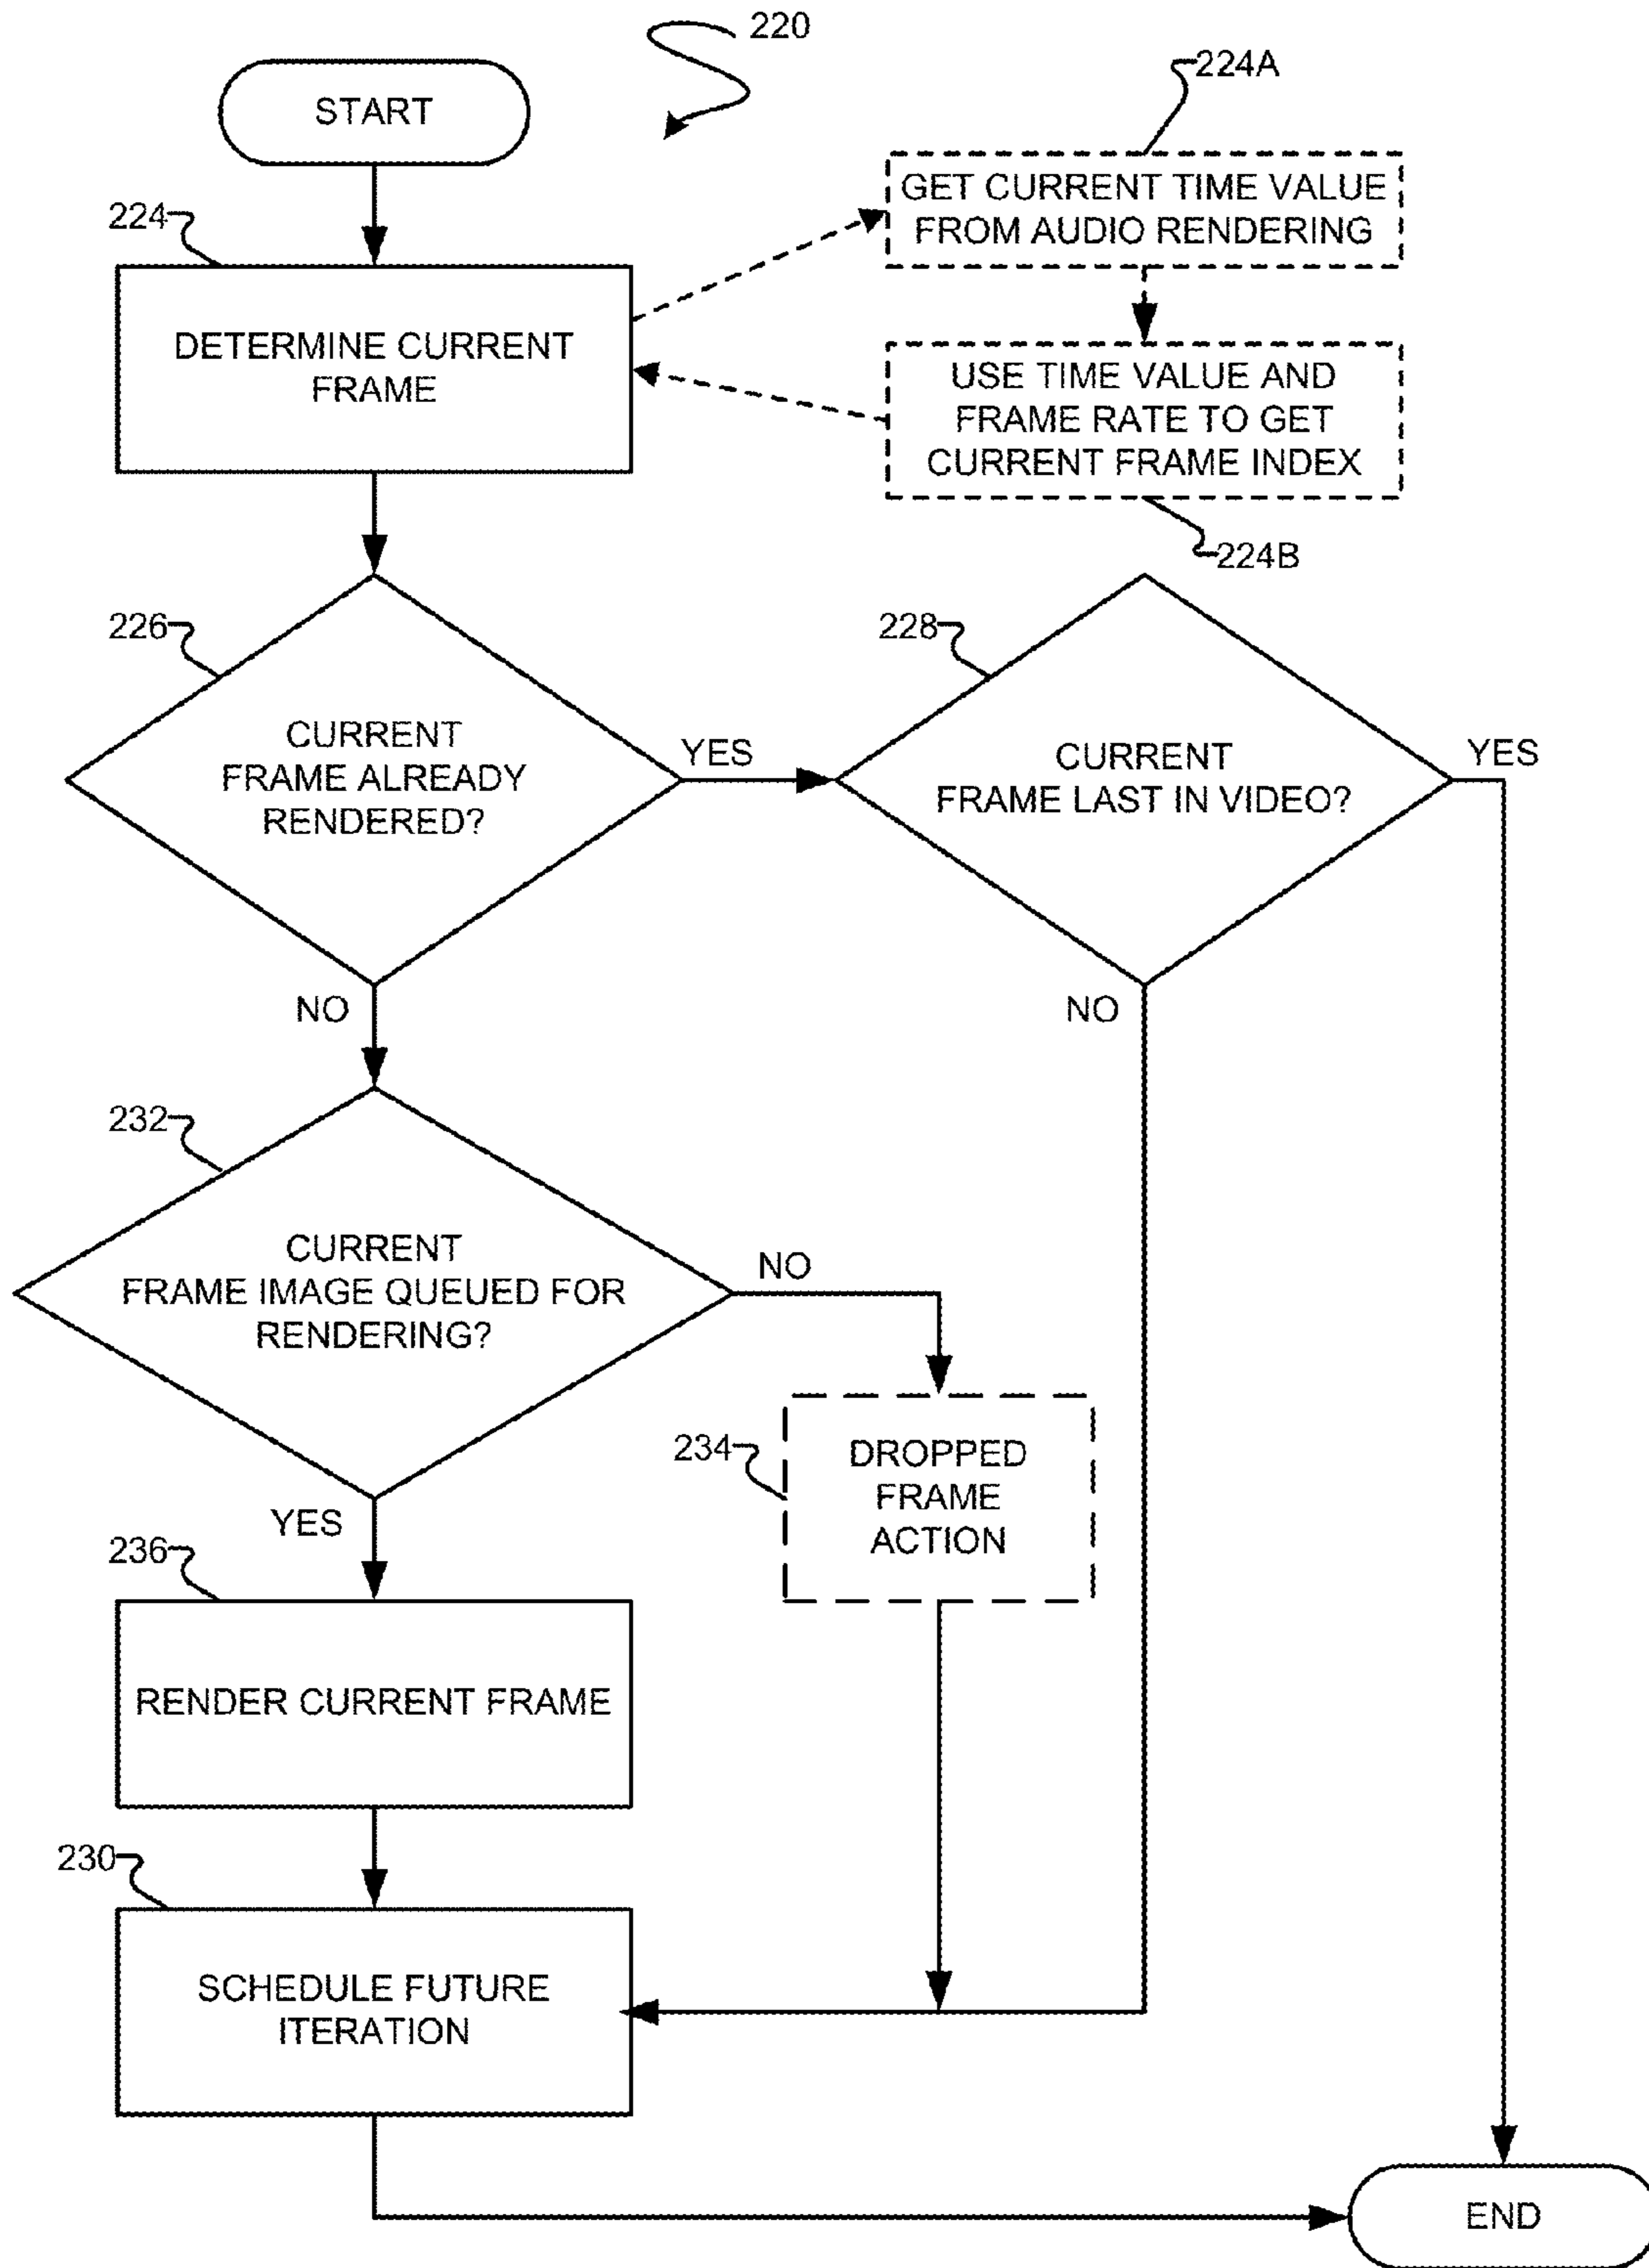 220
START
224A
GET CURRENT TIME VALUE
FROM AUDIO RENDERING
224
DETERMINE CURRENT
FRAME
USE TIME VALUE AND
FRAME RATE TO GET
CURRENT FRAME INDEX
224B
226
CURRENT
FRAME ALREADY
RENDERED?
YES
NO
228
CURRENT
FRAME LAST IN VIDEO?
YES
NO
232
CURRENT
FRAME IMAGE QUEUED FOR
RENDERING?
NO
YES
234
DROPPED
FRAME
ACTION
236
RENDER CURRENT FRAME
230
SCHEDULE FUTURE
ITERATION
END